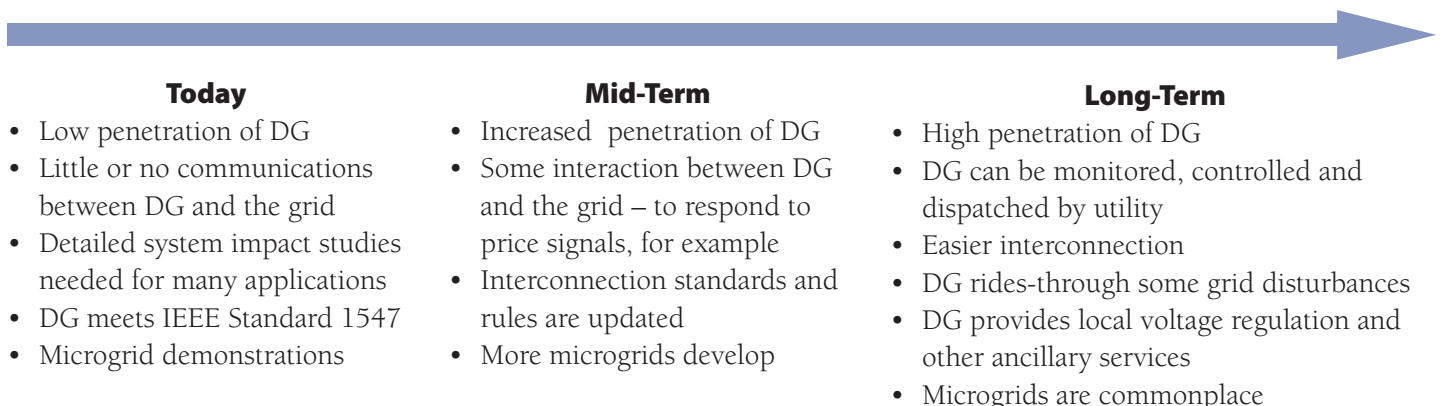 Today
• Low penetration of DG
• Little or no communications
between DG and the grid
• Detailed system impact studies
needed for many applications
• DG meets IEEE Standard 1547
• Microgrid demonstrations
Mid-Term
• Increased penetration of DG
• Some interaction between DG
and the grid – to respond to
price signals, for example
• Interconnection standards and
rules are updated
• More microgrids develop
Long-Term
• High penetration of DG
• DG can be monitored, controlled and
dispatched by utility
• Easier interconnection
• DG rides-through some grid disturbances
• DG provides local voltage regulation and
other ancillary services
• Microgrids are commonplace